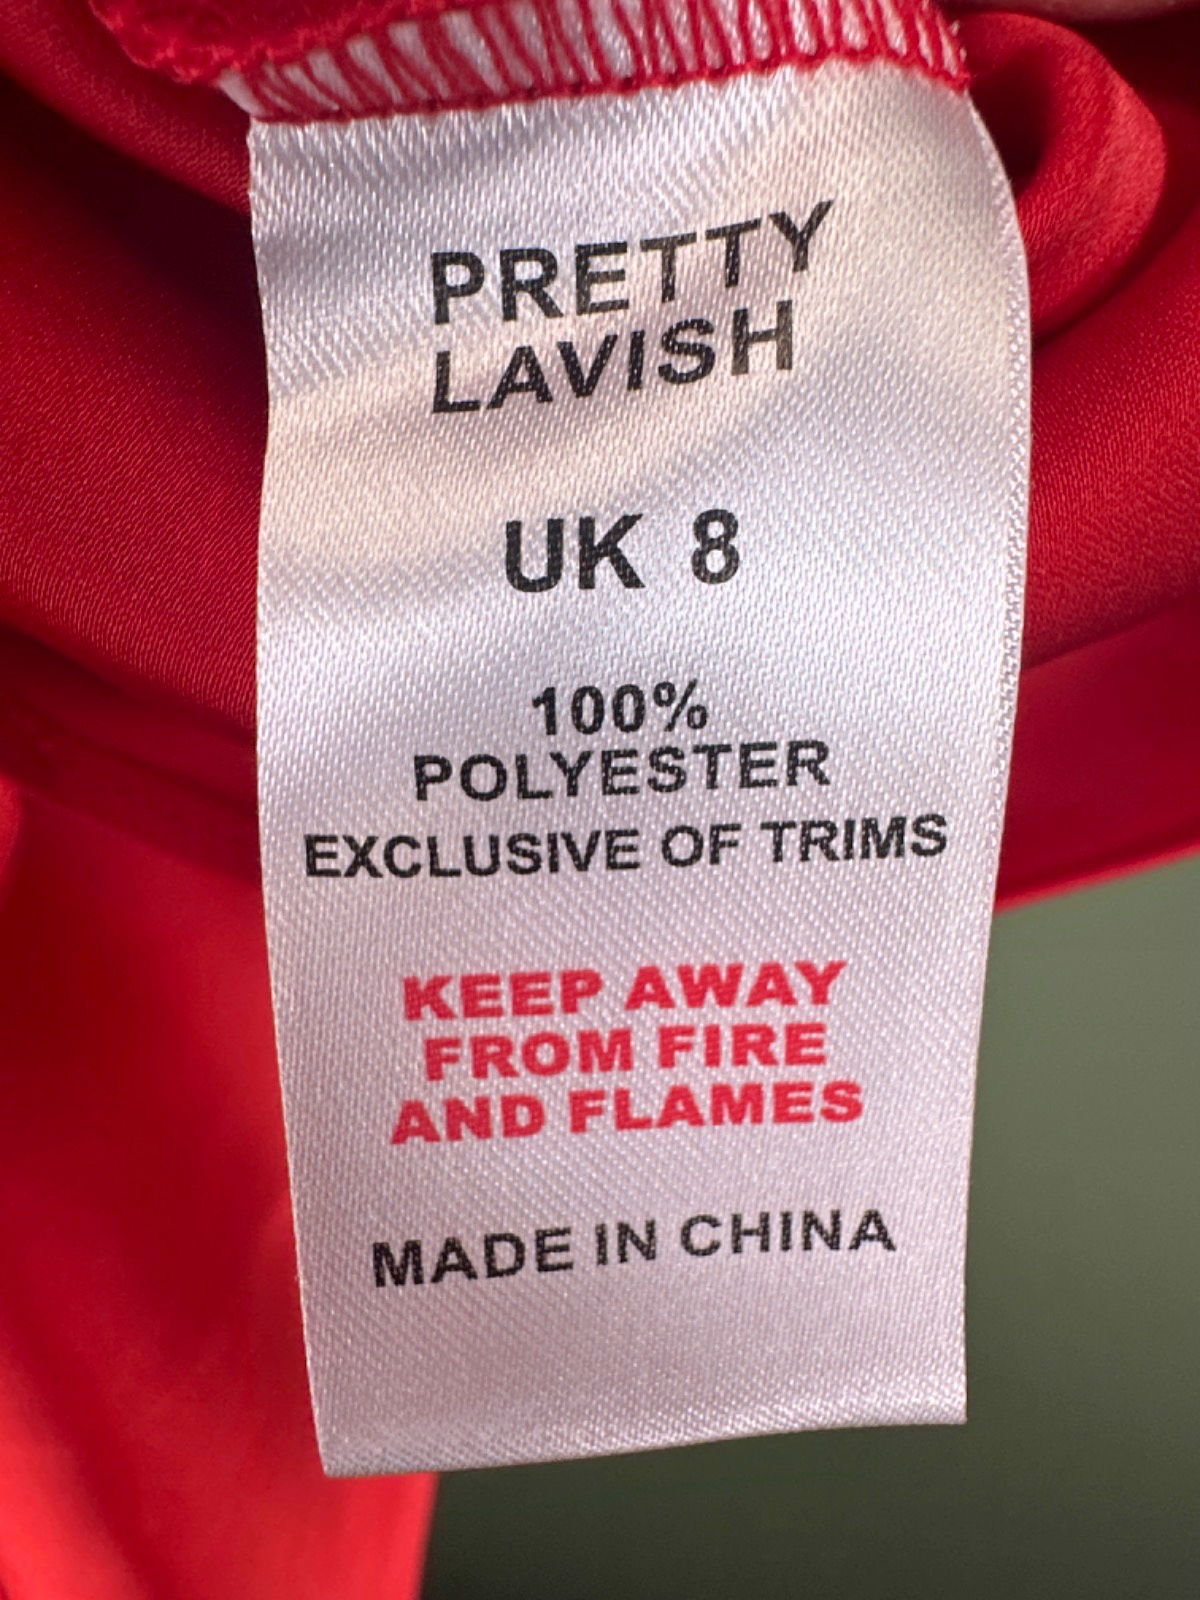 PRETTY
LAVISH
UK 8
100%
POLYESTER
EXCLUSIVE OF TRIMS
KEEP AWAY
FROM FIRE
AND FLAMES
MADE IN CHINA